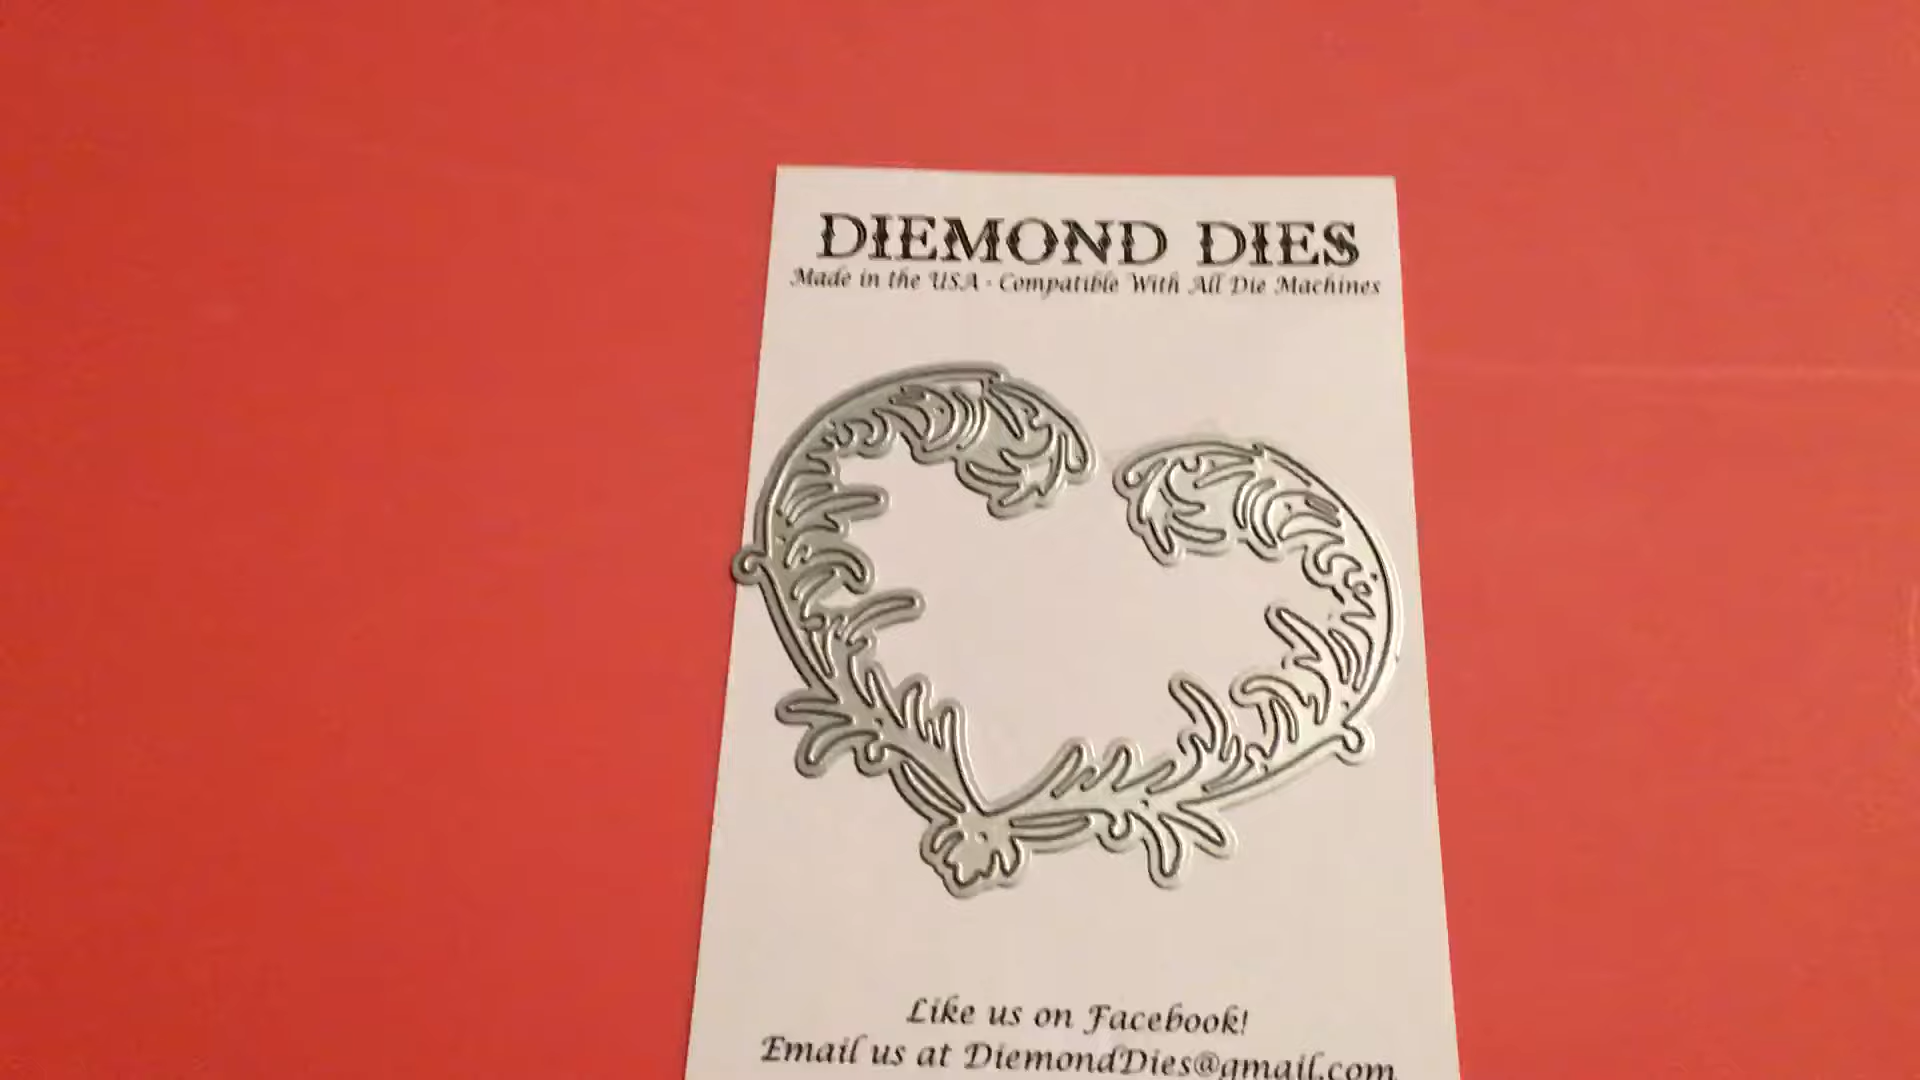 DIEMOND DIES
Made in the USA - Compatible With All Die Machines
Like us on Facebook!
Email us at DiemondDies@gmail.com